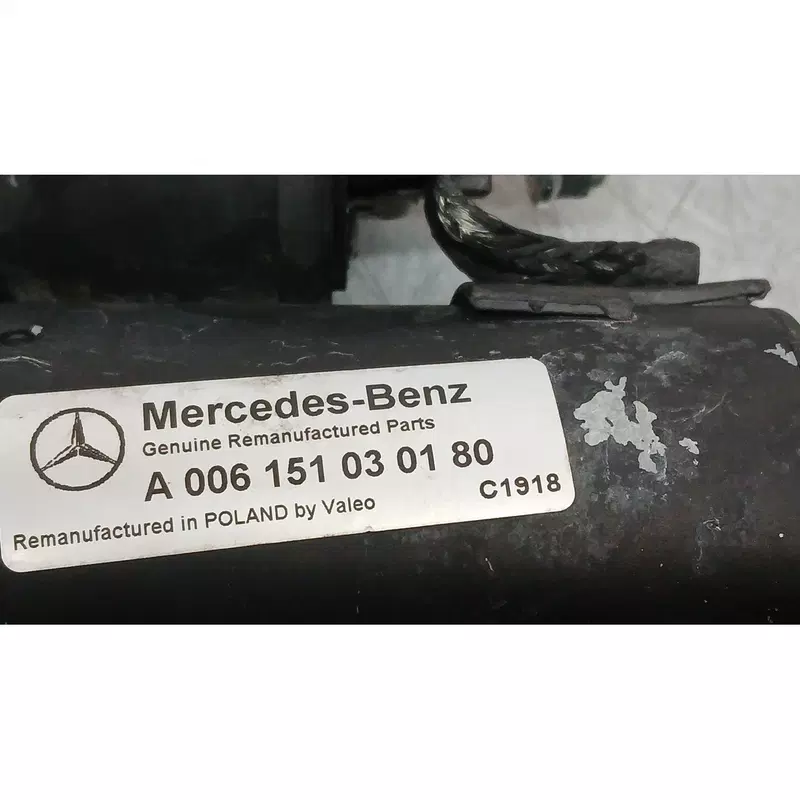 Mercedes-Benz
Genuine Remanufactured Parts
A 006 151 03 01 80
C1918
Remanufactured in POLAND by Valeo